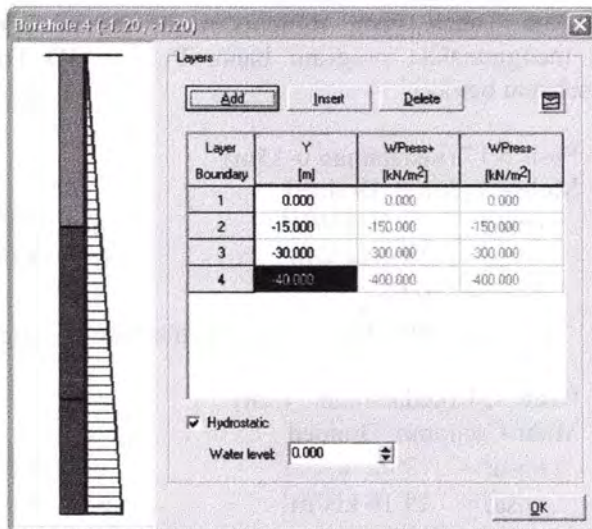 Borehole 4 (-1.20, -1.20)
Layers
Add Insert Delete
Layer Boundary Y [m] WPress+ [kN/m²] WPress- [kN/m²]
1 0.000 0.000 0.000
2 -15.000 -150.000 -150.000
3 -30.000 -300.000 -300.000
4 -40.000 -400.000 -400.000
Hydrostatic
Water level: 0.000
OK